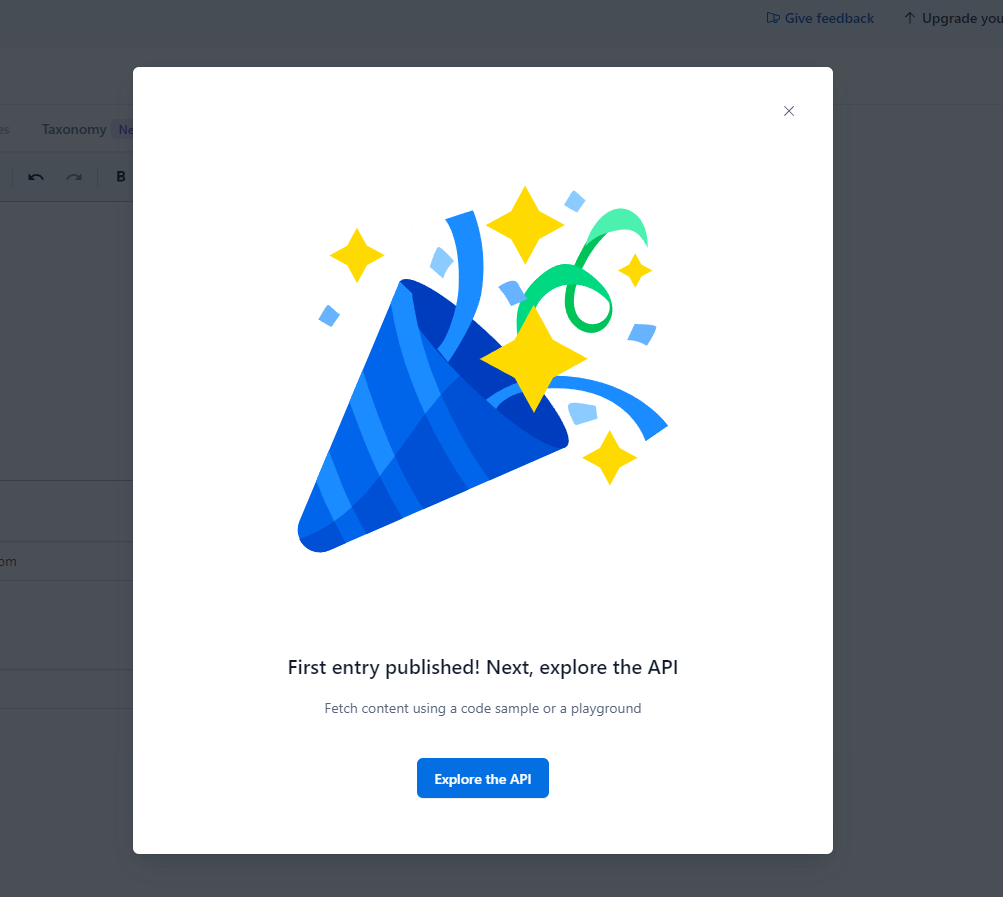 Give feedback
Upgrade you
es
Taxonomy
Ne
B
om
First entry published! Next, explore the API
Fetch content using a code sample or a playground
Explore the API